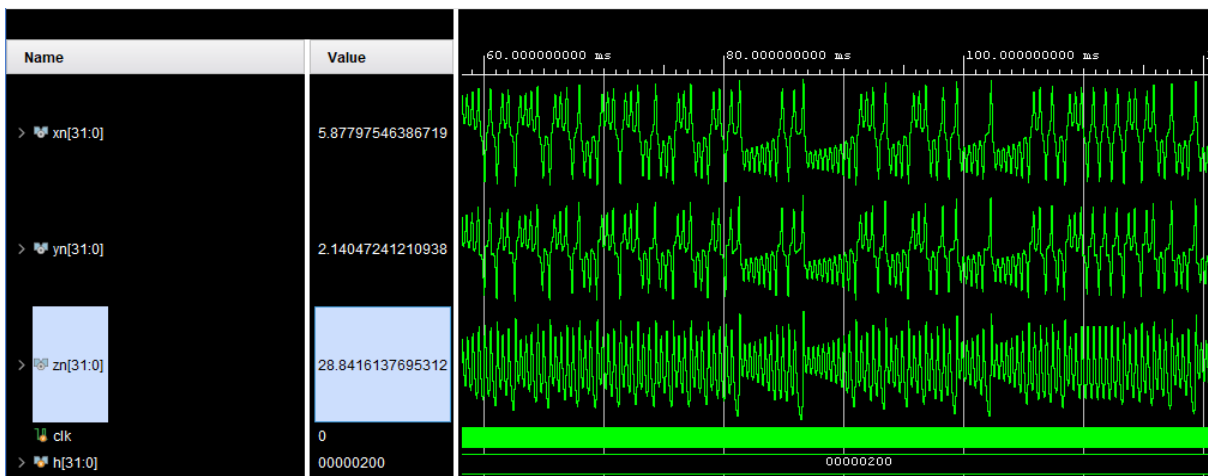 Name Value
60.000000000 ms 80.000000000 ms 100.000000000 ms
xn[31:0] 5.87797546386719
yn[31:0] 2.14047241210938
zn[31:0] 28.8416137695312
clk 0
h[31:0] 00000200 00000200